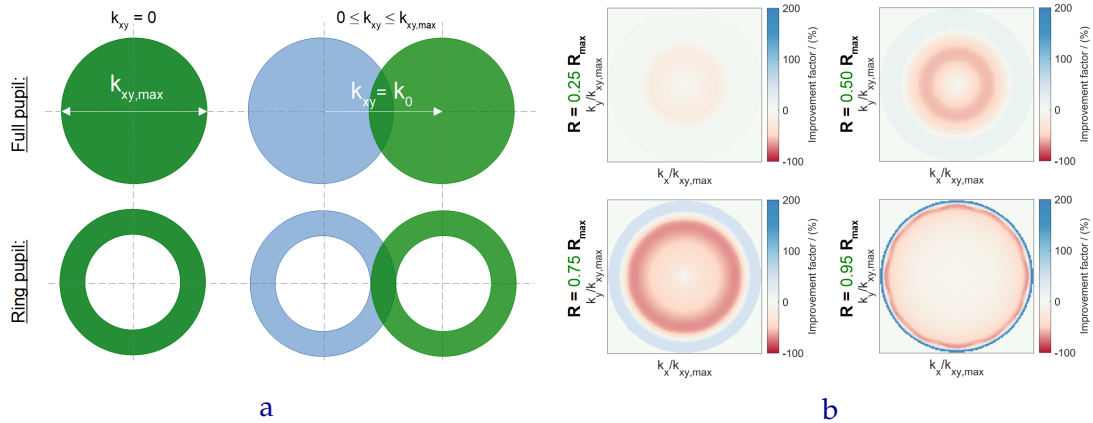 k_xy = 0
0 ≤ k_xy ≤ k_xy,max
Full pupil:
k_xy,max
k_xy = k_0
Ring pupil:
a
R = 0.25 R_max
k_y/k_xy,max
k_x/k_xy,max
200
100
0
-100
Improvement factor / (%)
R = 0.50 R_max
k_y/k_xy,max
k_x/k_xy,max
200
100
0
-100
Improvement factor / (%)
R = 0.75 R_max
k_y/k_xy,max
k_x/k_xy,max
200
100
0
-100
Improvement factor / (%)
R = 0.95 R_max
k_y/k_xy,max
k_x/k_xy,max
200
100
0
-100
Improvement factor / (%)
b